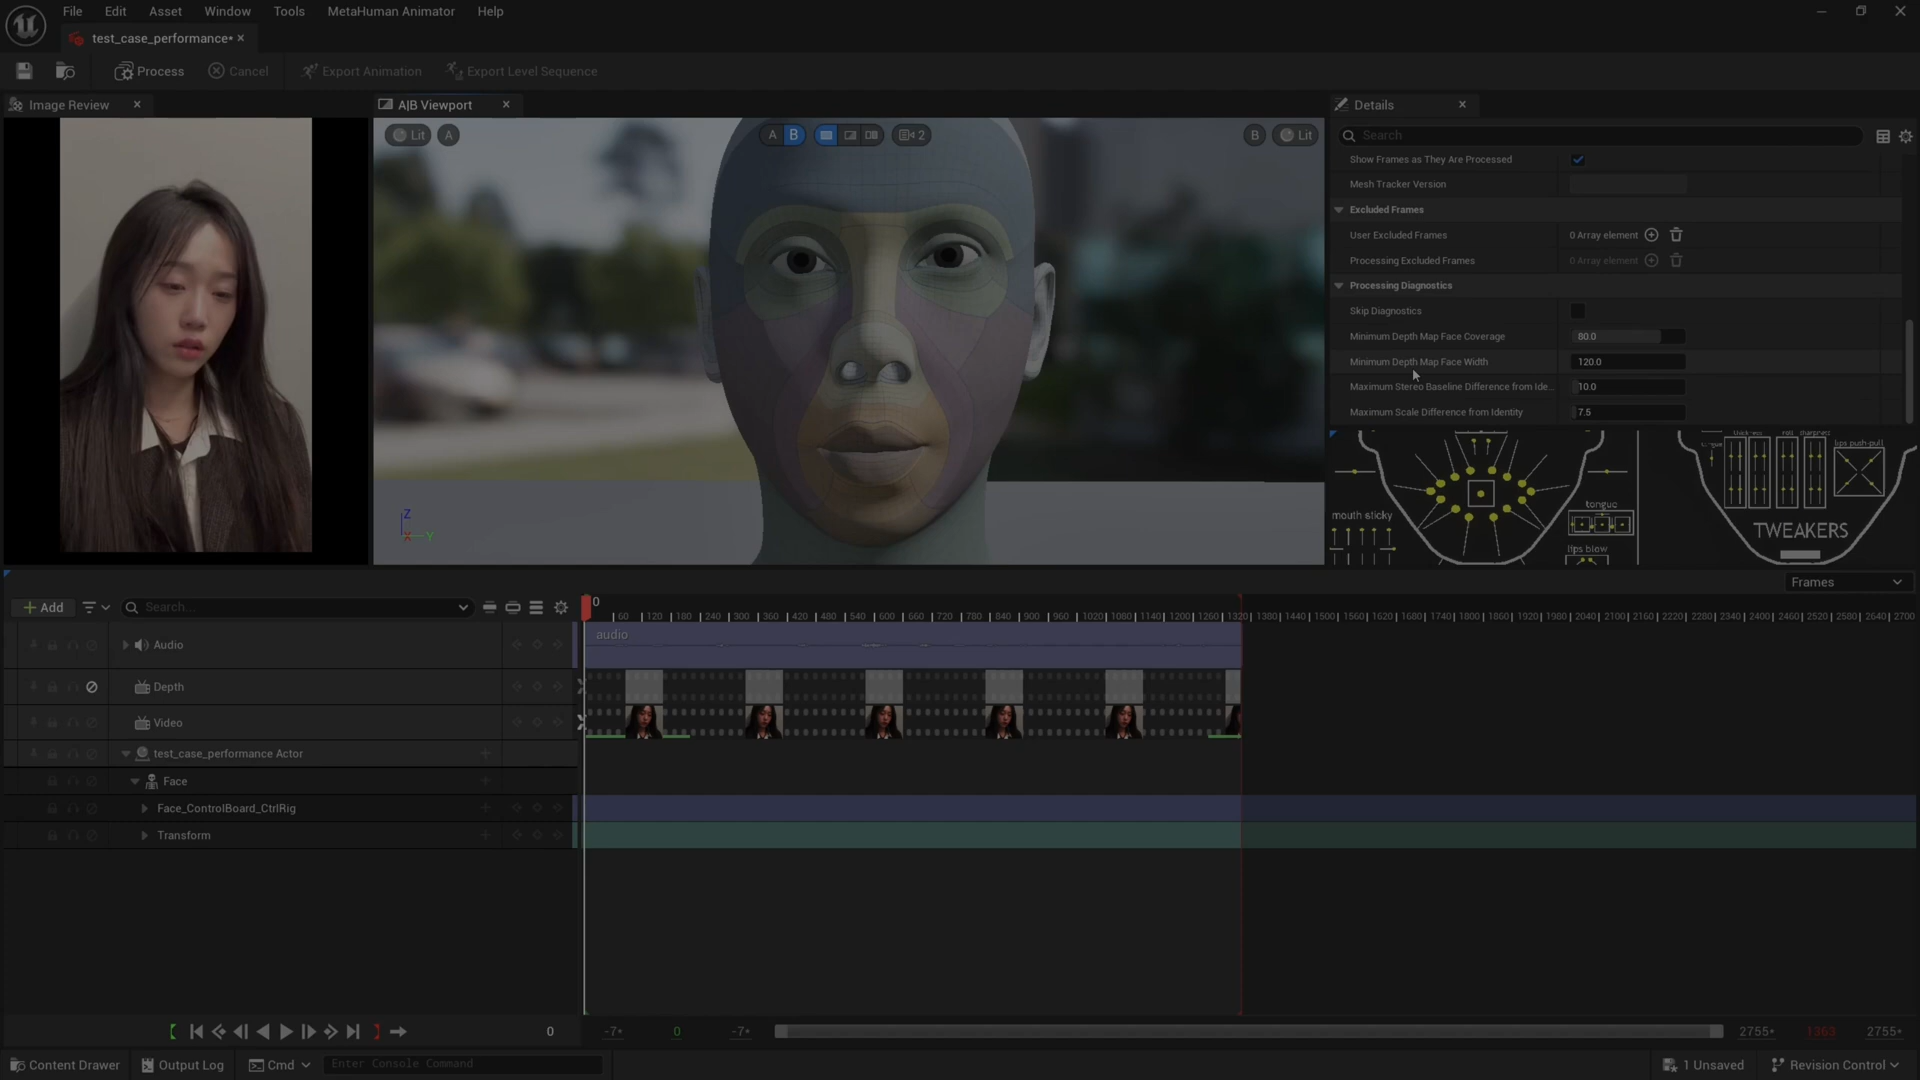 File Edit Asset Window Tools MetaHuman Animator Help
test_case_performance•
Process Cancel Export Animation Export Level Sequence
Image Review
A|B Viewport
Details
Lit A
A B
2
B Lit
Search
Show Frames as They Are Processed
Mesh Tracker Version
Excluded Frames
User Excluded Frames 0 Array element
Processing Excluded Frames 0 Array element
Processing Diagnostics
Skip Diagnostics
Minimum Depth Map Face Coverage 80.0
Minimum Depth Map Face Width 120.0
Maximum Stereo Baseline Difference from Ide... 10.0
Maximum Scale Difference from Identity 7.5
Z
X Y
thickness roll sharpness
tongue
lips push-pull
mouth sticky
tongue
lips blow
TWEAKERS
Frames
+ Add
Search...
0
60 120 180 240 300 360 420 480 540 600 660 720 780 840 900 960 1020 1080 1140 1200 1260 1320 1380 1440 1500 1560 1620 1680 1740 1800 1860 1920 1980 2040 2100 2160 2220 2280 2340 2400 2460 2520 2580 2640 2700
Audio
audio
Depth
Video
test_case_performance Actor
Face
Face_ControlBoard_CtrlRig
Transform
0
-7* 0 -7*
2755* 1363 2755*
Content Drawer Output Log Cmd Enter Console Command
1 Unsaved Revision Control